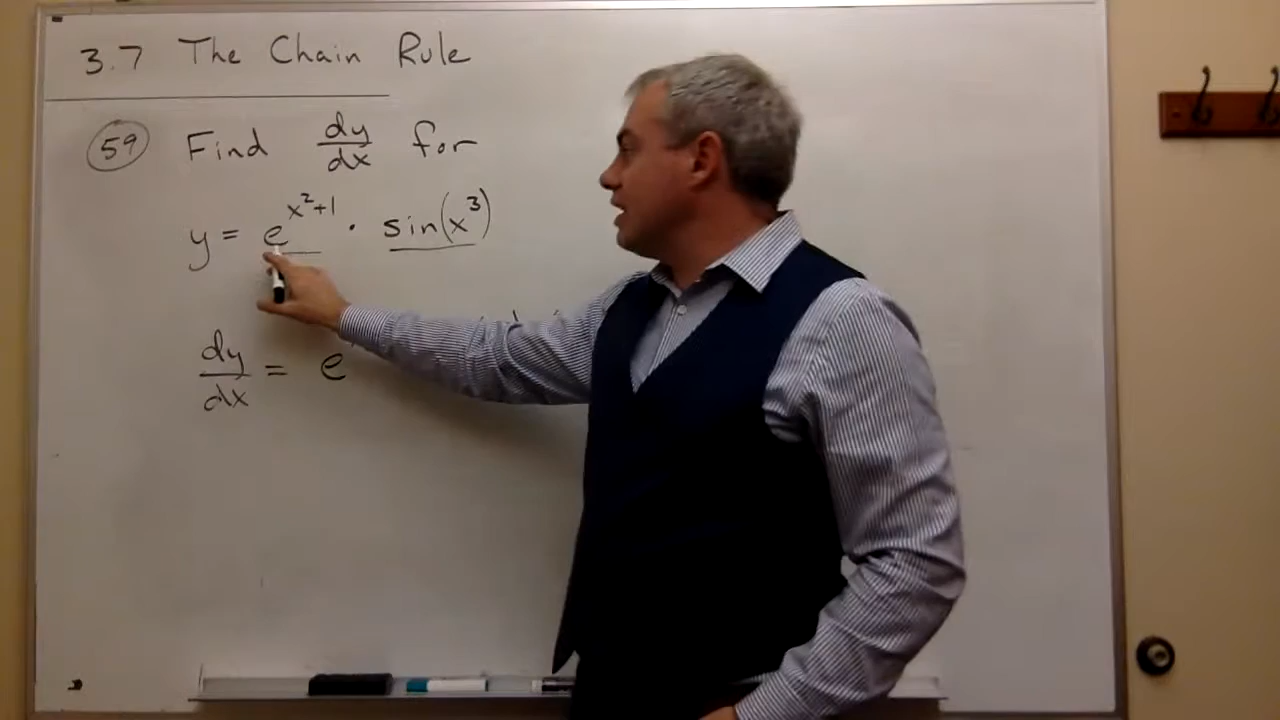 3.7 The Chain Rule
59 Find dy/dx for
y = e^(x²+1) · sin(x³)
dy/dx = e